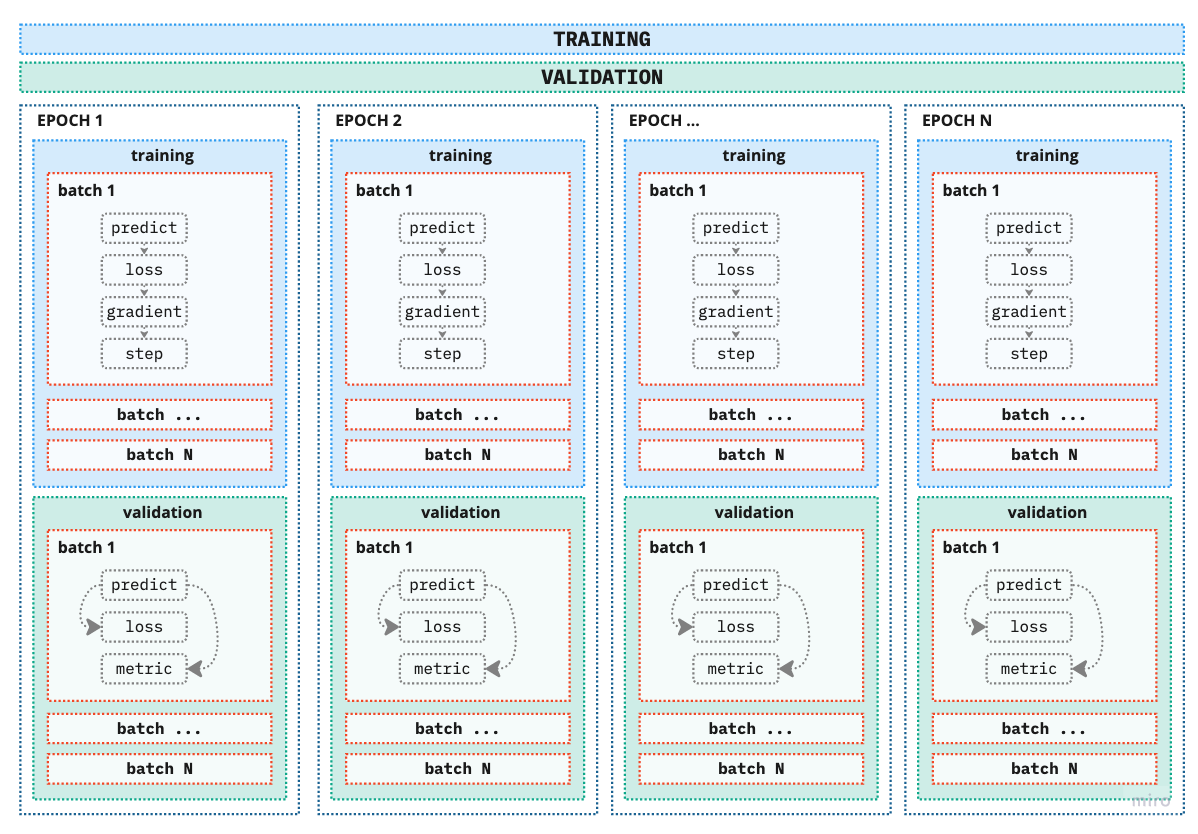 TRAINING
VALIDATION
EPOCH 1
training
batch 1
predict
loss
gradient
step
batch ...
batch N
validation
batch 1
predict
loss
metric
batch ...
batch N
EPOCH 2
training
batch 1
predict
loss
gradient
step
batch ...
batch N
validation
batch 1
predict
loss
metric
batch ...
batch N
EPOCH ...
training
batch 1
predict
loss
gradient
step
batch ...
batch N
validation
batch 1
predict
loss
metric
batch ...
batch N
EPOCH N
training
batch 1
predict
loss
gradient
step
batch ...
batch N
validation
batch 1
predict
loss
metric
batch ...
batch N
miro